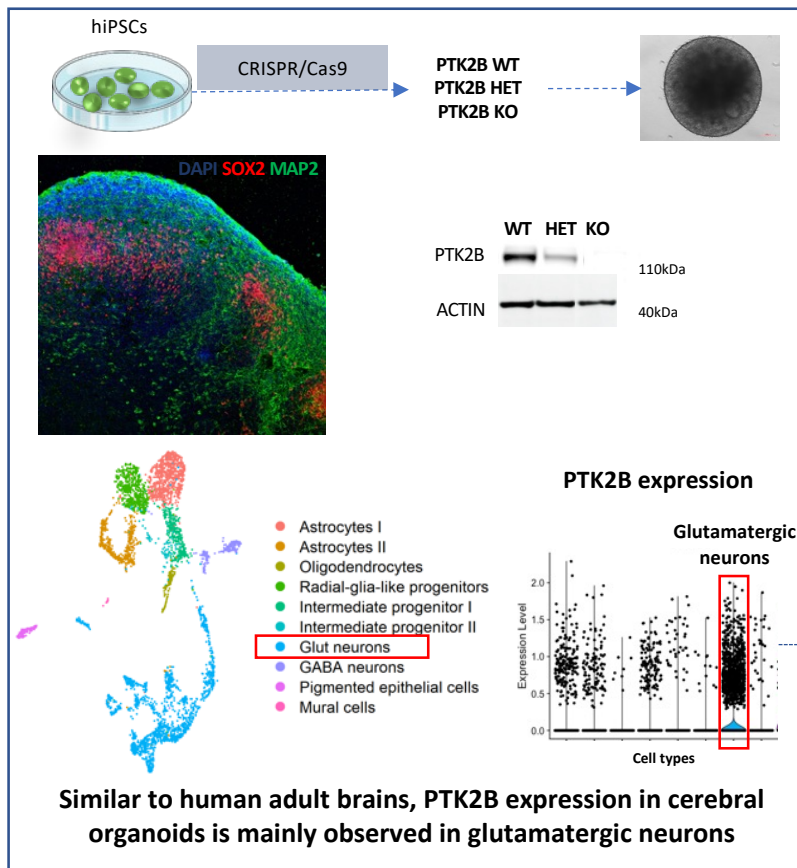 hiPSCs
CRISPR/Cas9
PTK2B WT
PTK2B HET
PTK2B KO
DAPI SOX2 MAP2
WT HET KO
PTK2B
110kDa
ACTIN
40kDa
PTK2B expression
Glutamatergic
neurons
Astrocytes I
Astrocytes II
Oligodendrocytes
Radial-glia-like progenitors
Intermediate progenitor I
Intermediate progenitor II
Glut neurons
GABA neurons
Pigmented epithelial cells
Mural cells
Expression Level
2.0
1.5
1.0
0.5
0.0
Cell types
Similar to human adult brains, PTK2B expression in cerebral
organoids is mainly observed in glutamatergic neurons